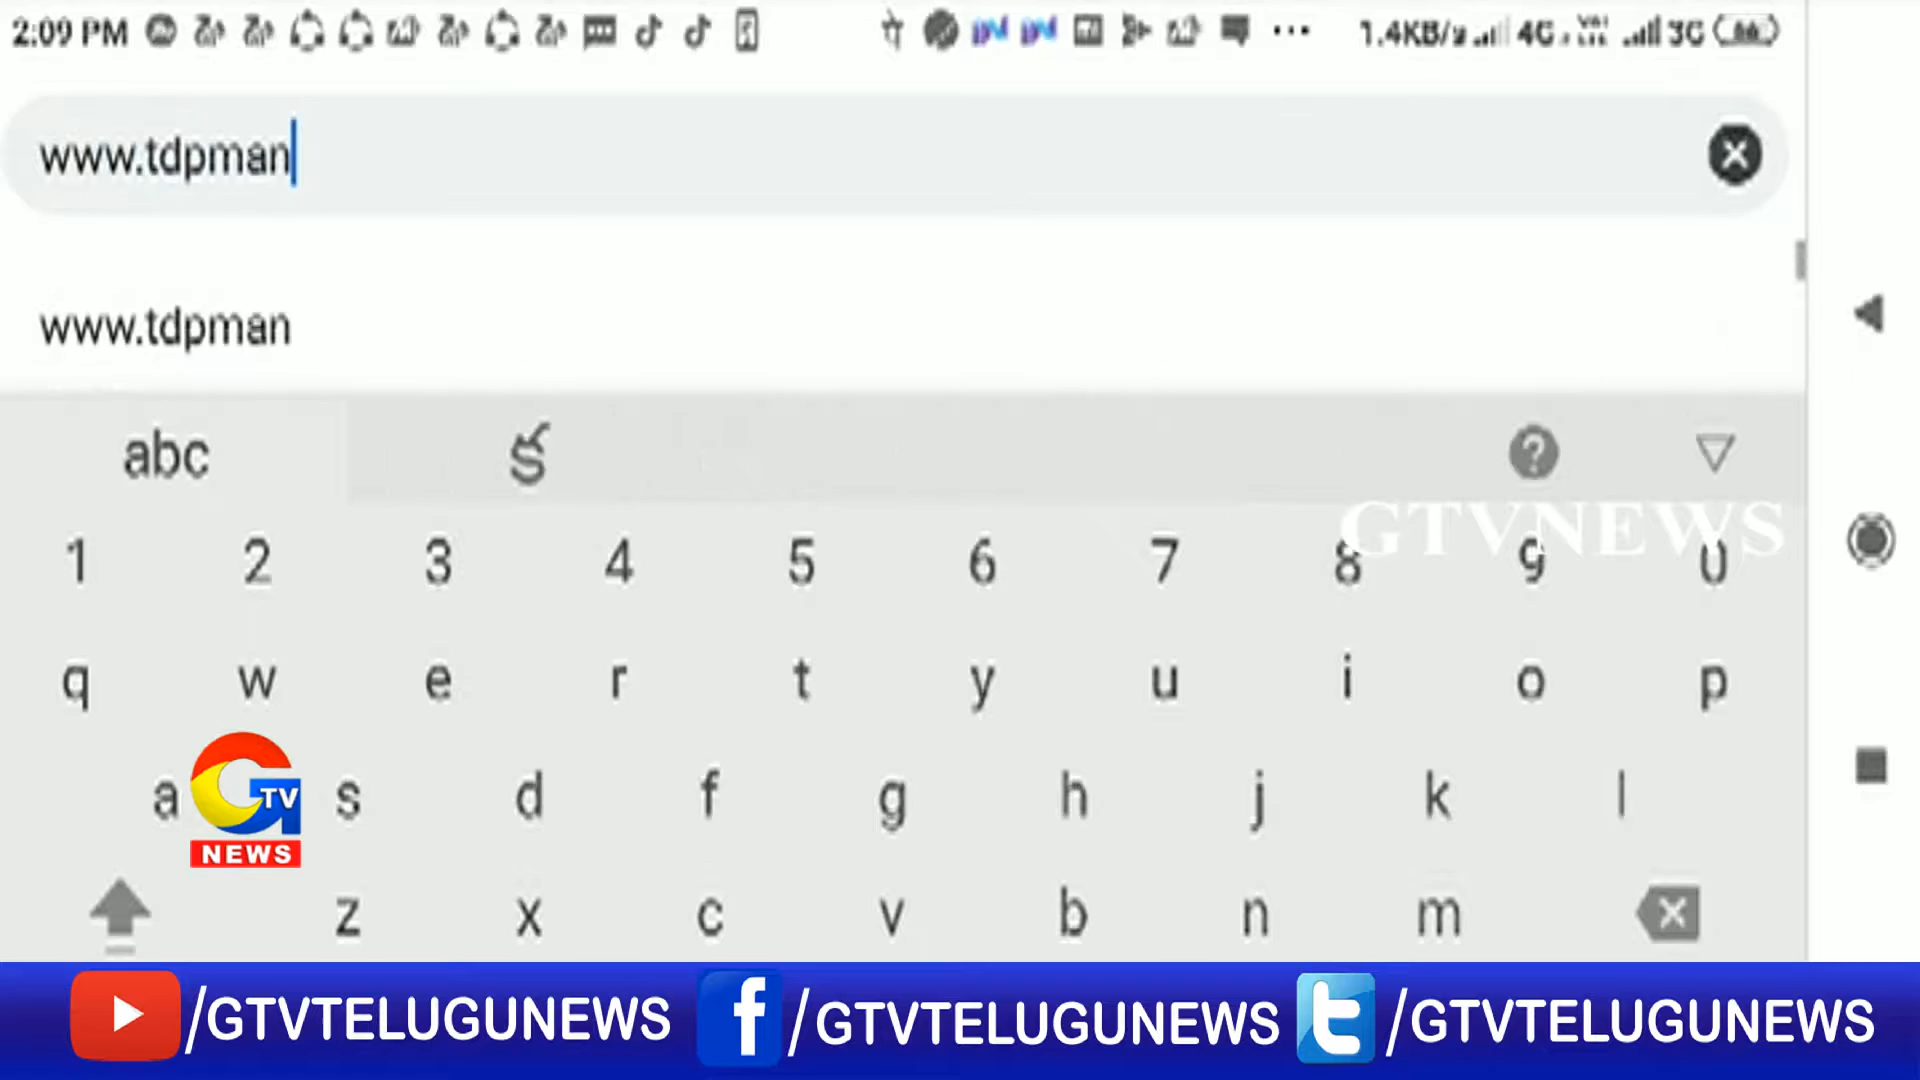 2:09 PM ... 1.4KB/s 4G 3G
www.tdpman
www.tdpman
abc క
GTVNEWS
1 2 3 4 5 6 7 8 9 0
q w e r t y u i o p
a s d f g h j k l
TV
NEWS
z x c v b n m
/GTVTELUGUNEWS f /GTVTELUGUNEWS t /GTVTELUGUNEWS